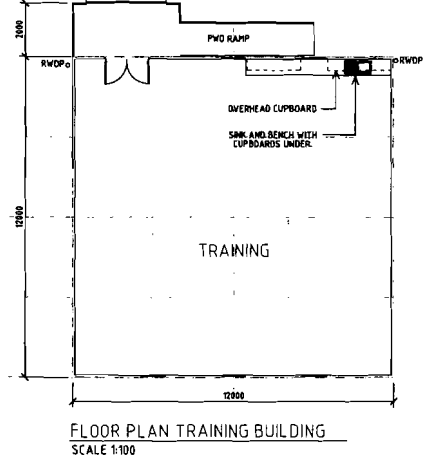 2000
PWD RAMP
RWDP
RWDP
OVERHEAD CUPBOARD
SINK AND BENCH WITH
CUPBOARDS UNDER.
12000
TRAINING
12000
FLOOR PLAN TRAINING BUILDING
SCALE 1:100